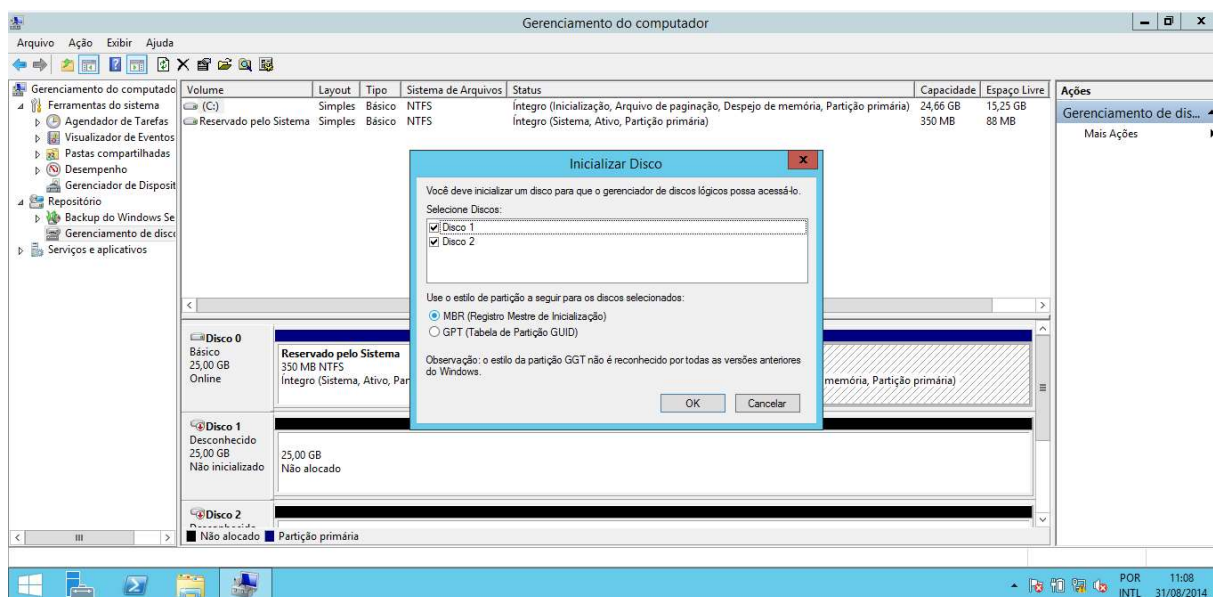 Gerenciamento do computador
Arquivo Ação Exibir Ajuda
Gerenciamento do computado
Ferramentas do sistema
Agendador de Tarefas
Visualizador de Eventos
Pastas compartilhadas
Desempenho
Gerenciador de Disposit
Repositório
Backup do Windows Se
Gerenciamento de disco
Serviços e aplicativos
Volume Layout Tipo Sistema de Arquivos Status Capacidade Espaço Livre
(C:) Simples Básico NTFS Íntegro (Inicialização, Arquivo de paginação, Despejo de memória, Partição primária) 24,66 GB 15,25 GB
Reservado pelo Sistema Simples Básico NTFS Íntegro (Sistema, Ativo, Partição primária) 350 MB 88 MB
Ações
Gerenciamento de dis...
Mais Ações
Inicializar Disco
Você deve inicializar um disco para que o gerenciador de discos lógicos possa acessá-lo.
Selecione Discos:
Disco 1
Disco 2
Use o estilo de partição a seguir para os discos selecionados:
MBR (Registro Mestre de Inicialização)
GPT (Tabela de Partição GUID)
Observação: o estilo da partição GGT não é reconhecido por todas as versões anteriores
do Windows.
OK Cancelar
Disco 0
Básico
25,00 GB
Online
Reservado pelo Sistema
350 MB NTFS
Íntegro (Sistema, Ativo, Par
memória, Partição primária)
Disco 1
Desconhecido
25,00 GB
Não inicializado
25,00 GB
Não alocado
Disco 2
Não alocado Partição primária
POR
INTL
11:08
31/08/2014